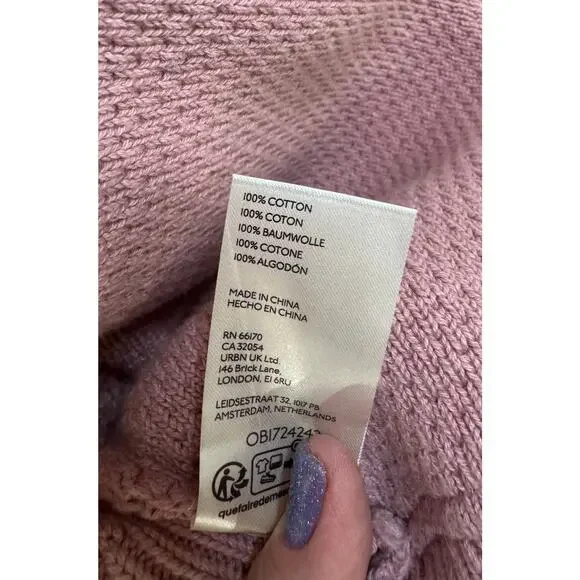 100% COTTON
100% COTON
100% BAUMWOLLE
100% COTONE
100% ALGODÓN
MADE IN CHINA
HECHO EN CHINA
RN 66170
CA 32054
URBN UK Ltd.
146 Brick Lane,
LONDON, E1 6RU
LEIDSESTRAAT 32, 1017 PB
AMSTERDAM, NETHERLANDS